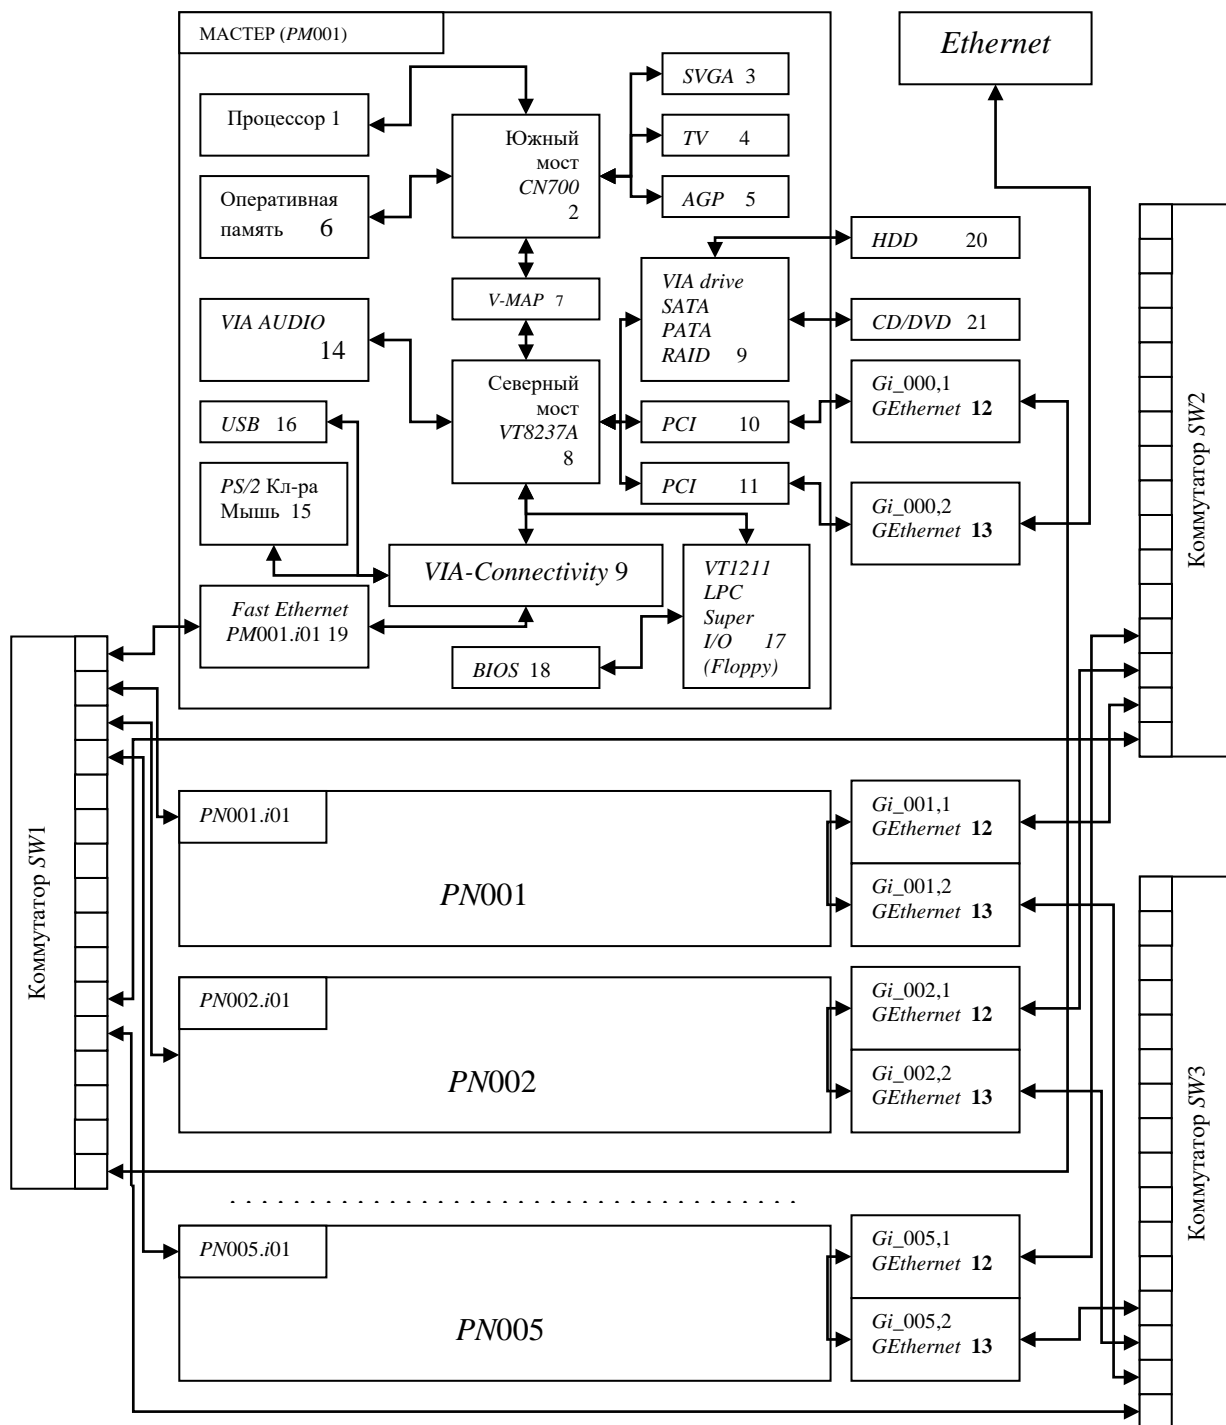 МАСТЕР (PM001)
Ethernet
Процессор 1
Южный
мост
CN700
2
SVGA 3
TV 4
AGP 5
Оперативная
память 6
HDD 20
VIA drive
SATA
PATA
RAID 9
V-MAP 7
CD/DVD 21
VIA AUDIO
14
Северный
мост
VT8237A
8
Gi_000,1
GEthernet 12
USB 16
PCI 10
PS/2 Кл-ра
Мышь 15
PCI 11
Gi_000,2
GEthernet 13
VIA-Connectivity 9
VT1211
LPC
Super
I/O 17
(Floppy)
Fast Ethernet
PM001.i01 19
BIOS 18
Коммутатор SW2
Коммутатор SW1
PN001.i01
PN001
Gi_001,1
GEthernet 12
Gi_001,2
GEthernet 13
PN002.i01
PN002
Gi_002,1
GEthernet 12
Gi_002,2
GEthernet 13
Коммутатор SW3
. . . . . . . . . . . . . . . . . . . . . . . . . . . . . . . . . .
PN005.i01
PN005
Gi_005,1
GEthernet 12
Gi_005,2
GEthernet 13